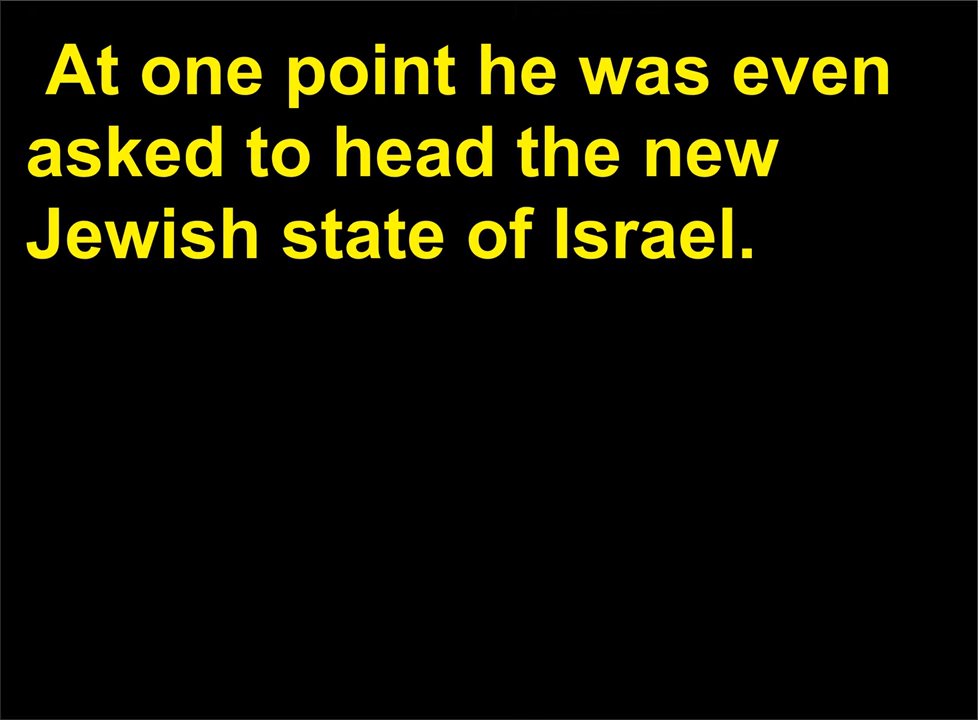 At one point he was even
asked to head the new
Jewish state of Israel.